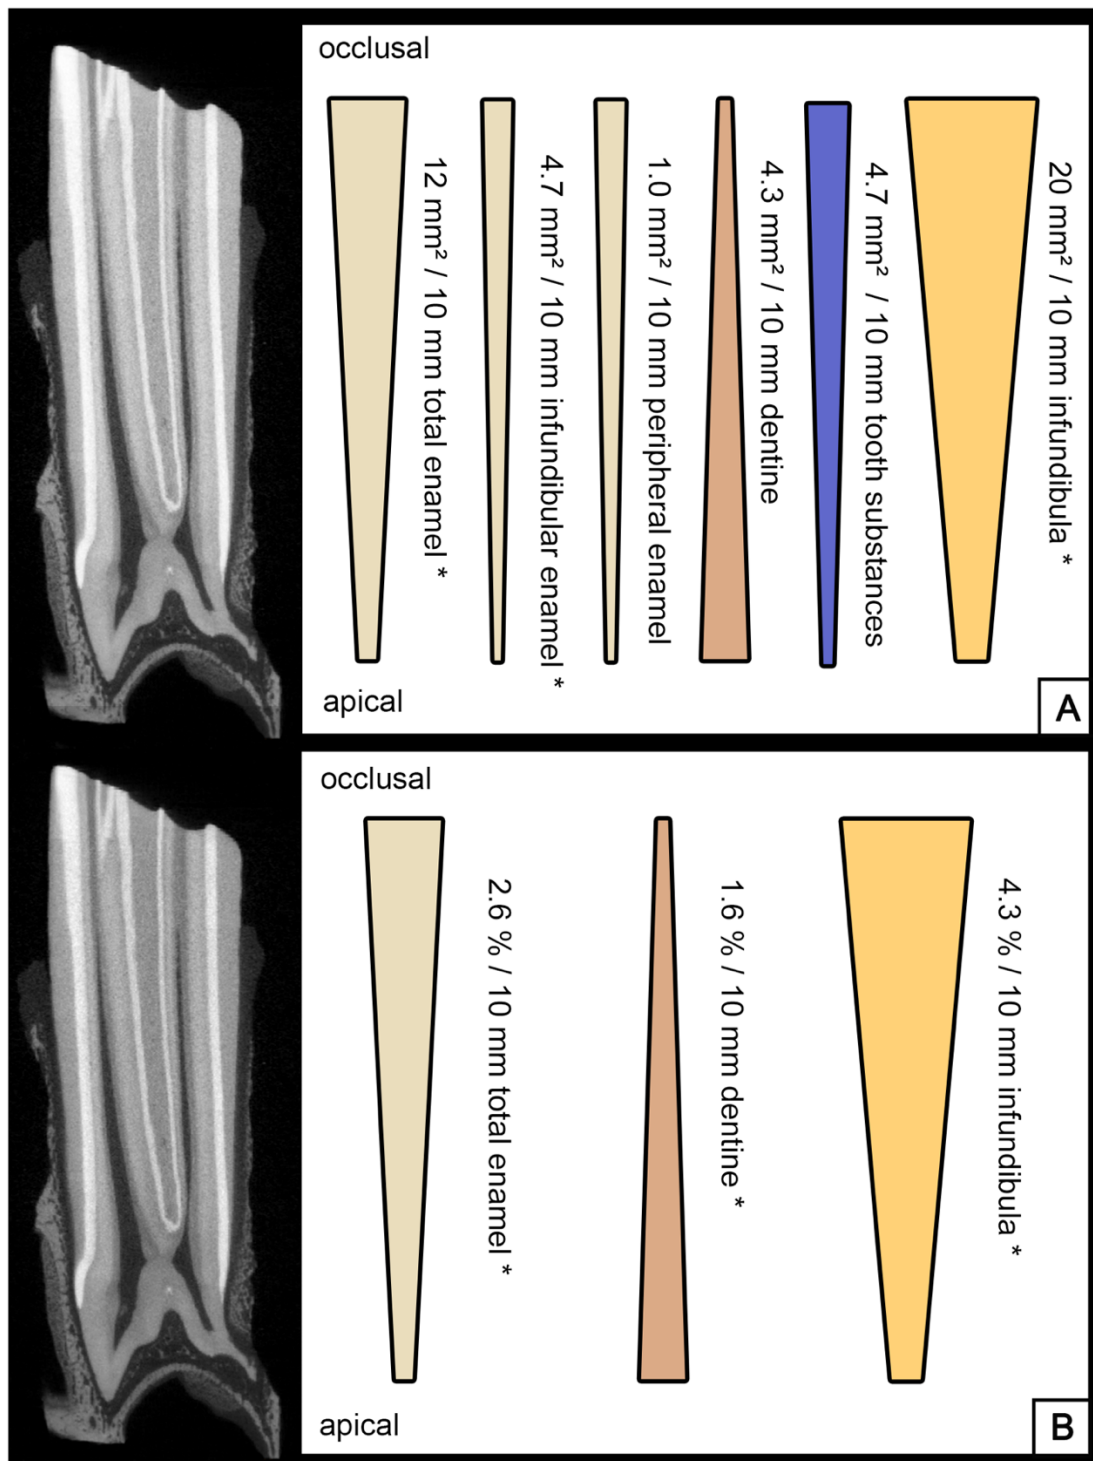 occlusal
12 mm² / 10 mm total enamel *
4.7 mm² / 10 mm infundibular enamel *
1.0 mm² / 10 mm peripheral enamel
4.3 mm² / 10 mm dentine
4.7 mm² / 10 mm tooth substances
20 mm² / 10 mm infundibula *
apical
A
occlusal
2.6 % / 10 mm total enamel *
1.6 % / 10 mm dentine *
4.3 % / 10 mm infundibula *
apical
B